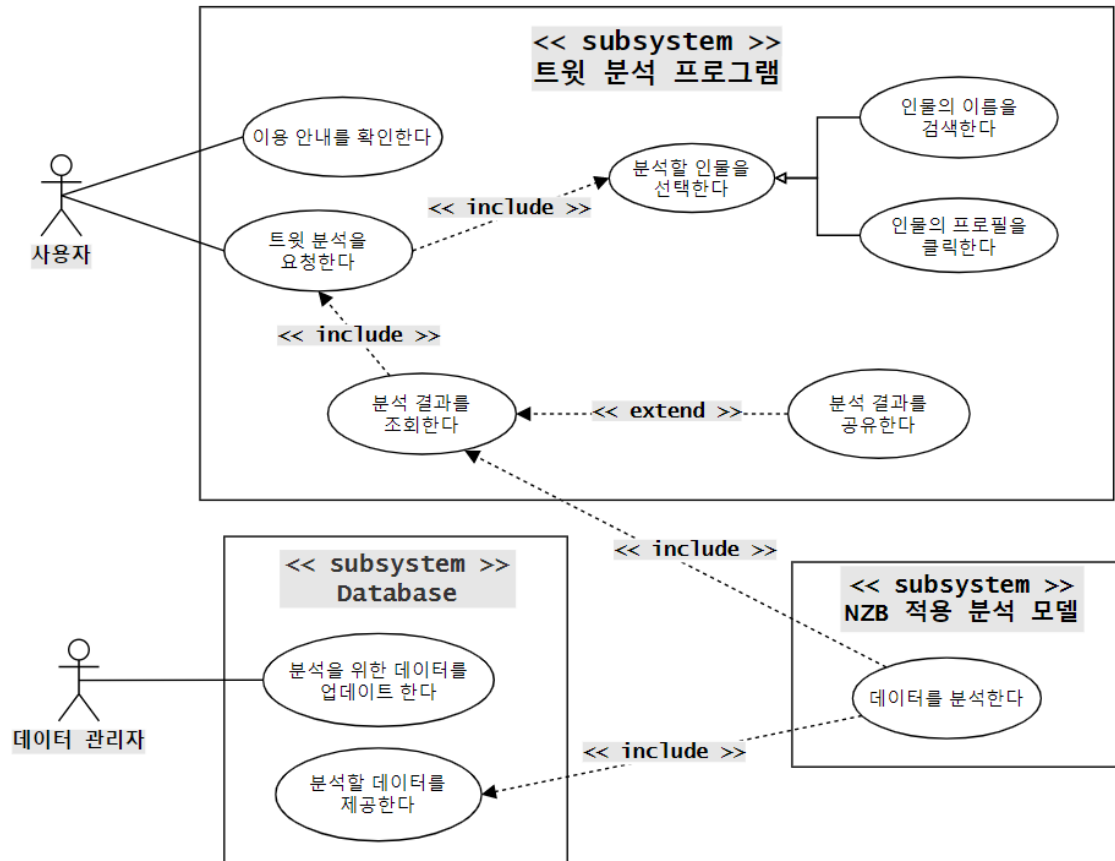 << subsystem >>
트윗 분석 프로그램
이용 안내를 확인한다
인물의 이름을
검색한다
분석할 인물을
선택한다
<< include >>
사용자
트윗 분석을
요청한다
인물의 프로필을
클릭한다
<< include >>
분석 결과를
조회한다
<< extend >>
분석 결과를
공유한다
<< include >>
<< subsystem >>
Database
<< subsystem >>
NZB 적용 분석 모델
분석을 위한 데이터를
업데이트 한다
데이터를 분석한다
데이터 관리자
<< include >>
분석할 데이터를
제공한다